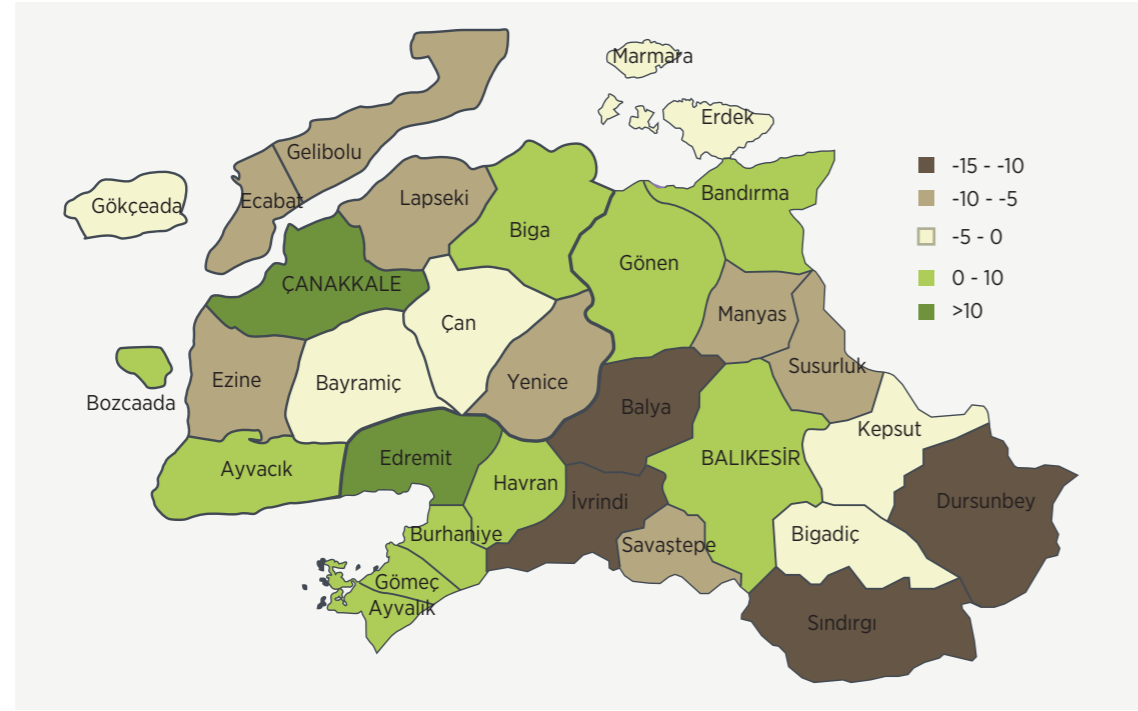 Marmara
Erdek
Gelibolu
Gökçeada
Ecabat
Lapseki
Bandırma
Biga
Gönen
ÇANAKKALE
Çan
Manyas
Ezine
Bayramiç
Yenice
Susurluk
Bozcaada
Balya
Kepsut
Ayvacık
Edremit
Havran
BALIKESİR
İvrindi
Dursunbey
Burhaniye
Savaştepe
Bigadiç
Gömeç
Ayvalık
Sındırgı
-15 - -10
-10 - -5
-5 - 0
0 - 10
>10